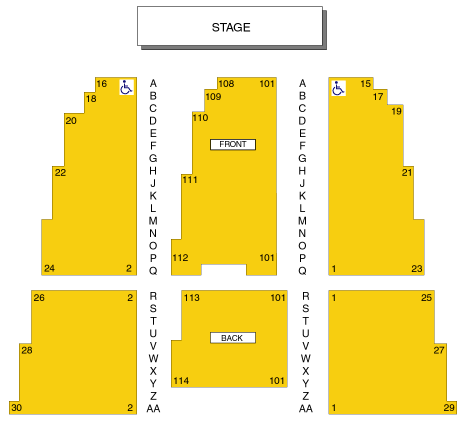 STAGE
16 A 108 101 A 15
18 B 109 B 17
C C 19
20 D 110 D
E E
F FRONT F
G G
22 H 111 H 21
J J
K K
L L
M M
N N
O O
P 112 101 P
24 2 Q Q 1 23
26 2 R 113 101 R 1 25
S S
T T
U U
28 V BACK V 27
W W
X X
Y 114 101 Y
Z Z
30 2 AA AA 1 29